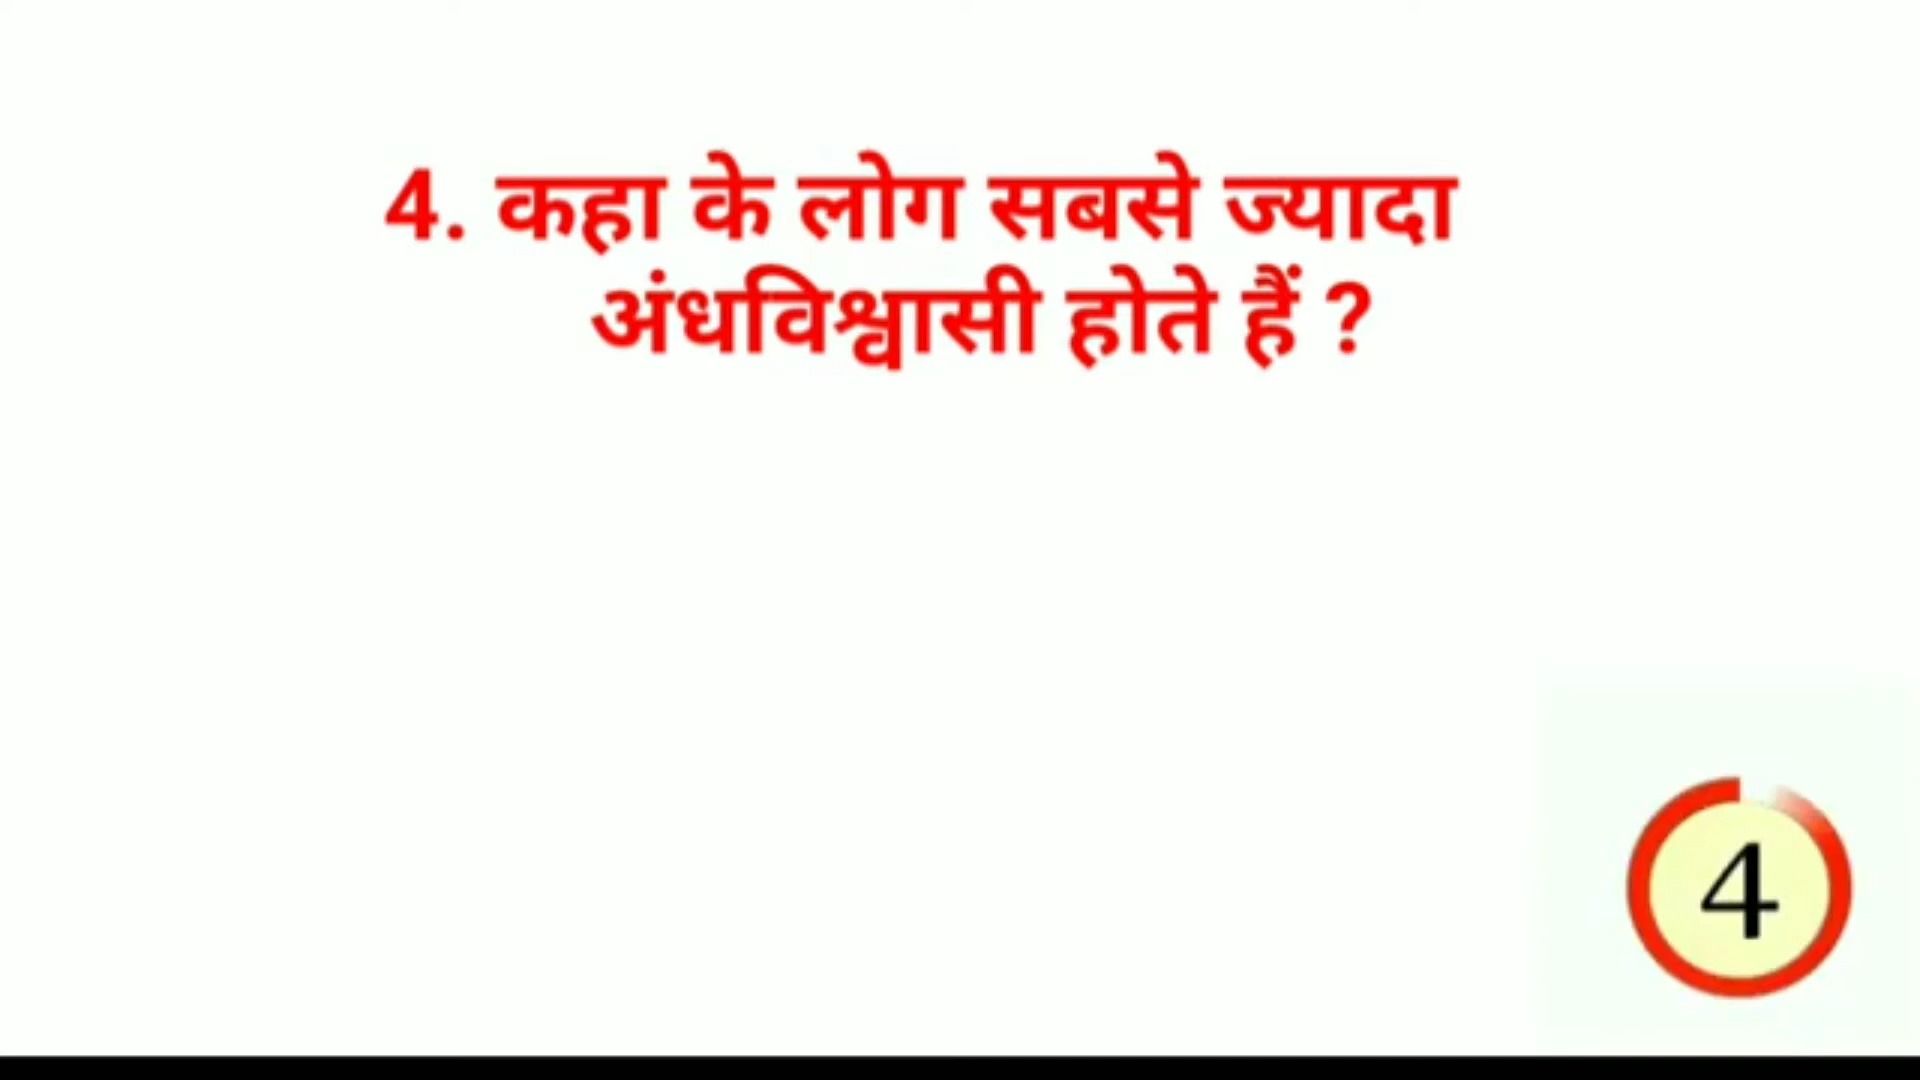 4. कहा के लोग सबसे ज्यादा
अंधविश्वासी होते हैं ?
4